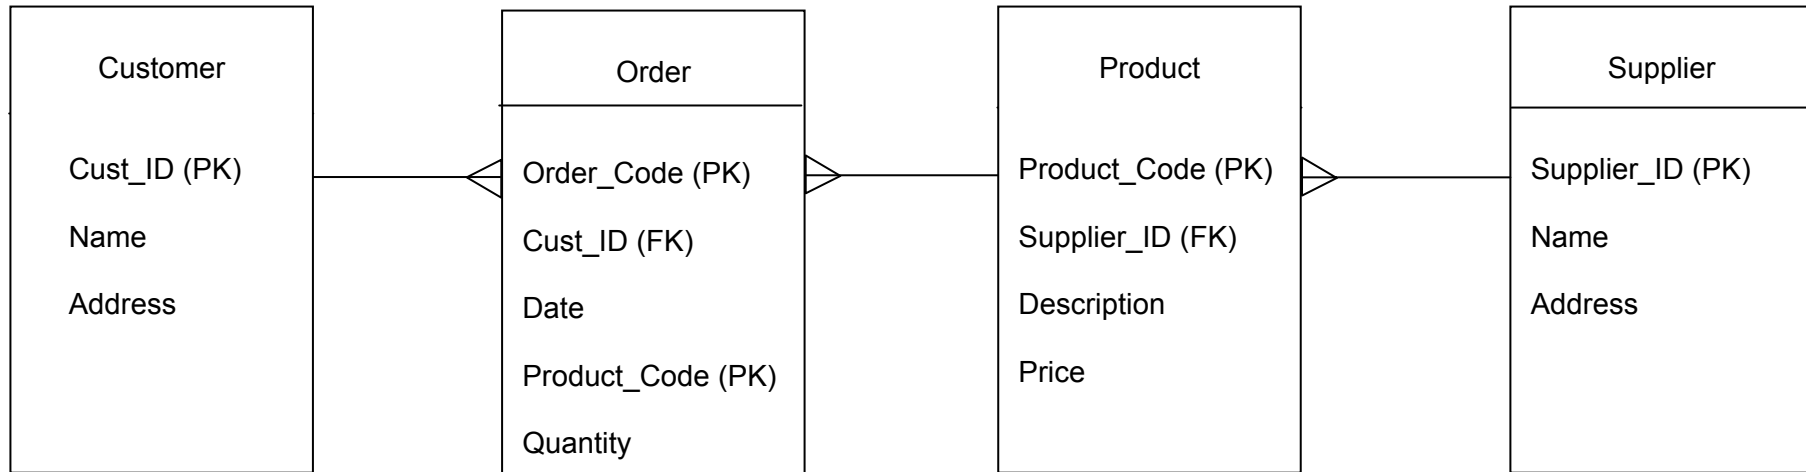 Customer
Cust_ID (PK)
Name
Address
Order
Order_Code (PK)
Cust_ID (FK)
Date
Product_Code (PK)
Quantity
Product
Product_Code (PK)
Supplier_ID (FK)
Description
Price
Supplier
Supplier_ID (PK)
Name
Address